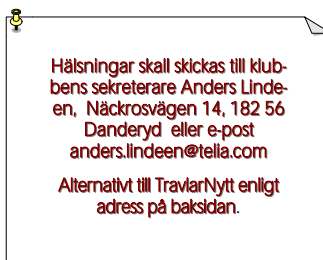 Hälsningar skall skickas till klub-
bens sekreterare Anders Linde-
en,  Näckrosvägen 14, 182 56
Danderyd  eller e-post
anders.lindeen@telia.com
Alternativt till TravlarNytt enligt
adress på baksidan.